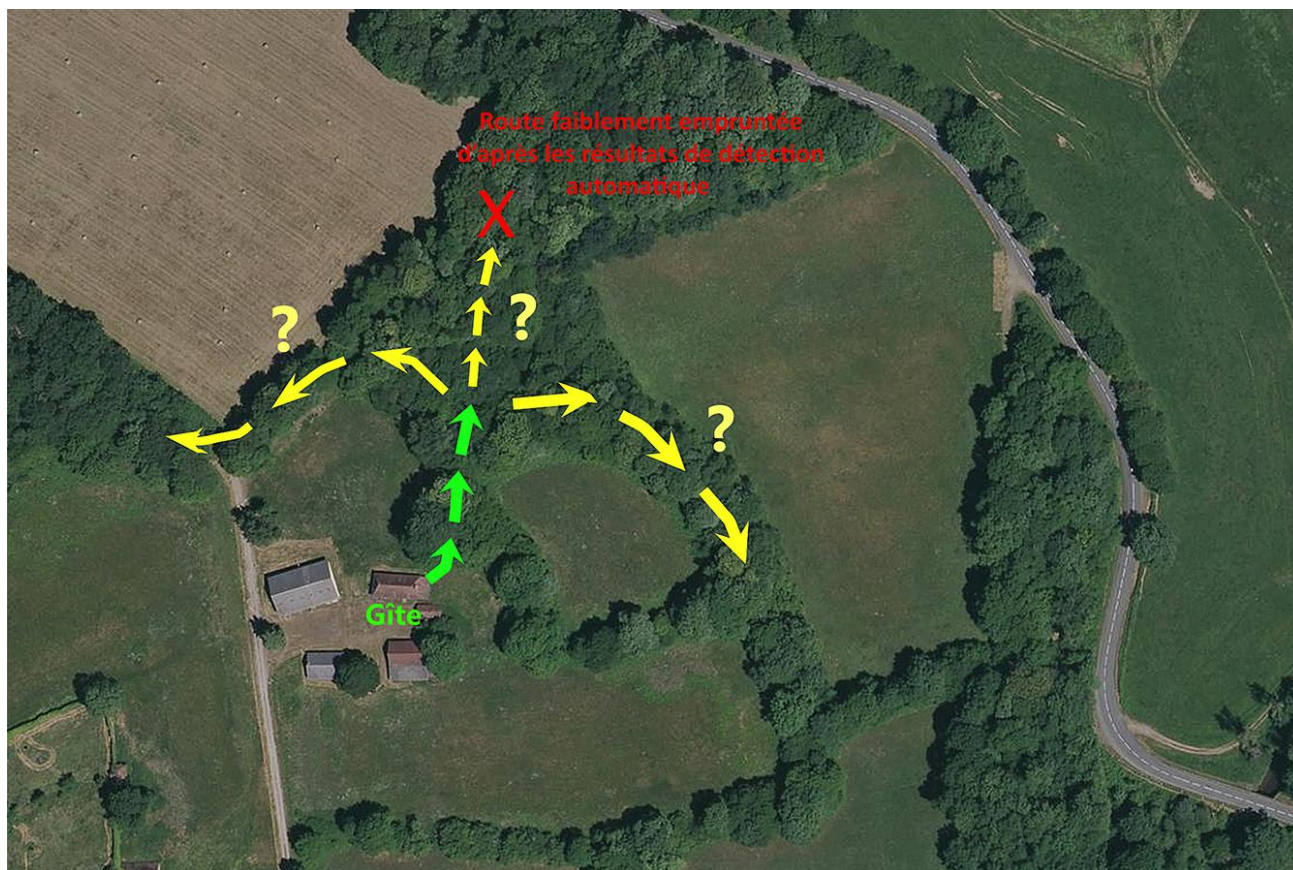 Route faiblement empruntée
d'après les résultats de détection
automatique
X
?
?
?
Gîte